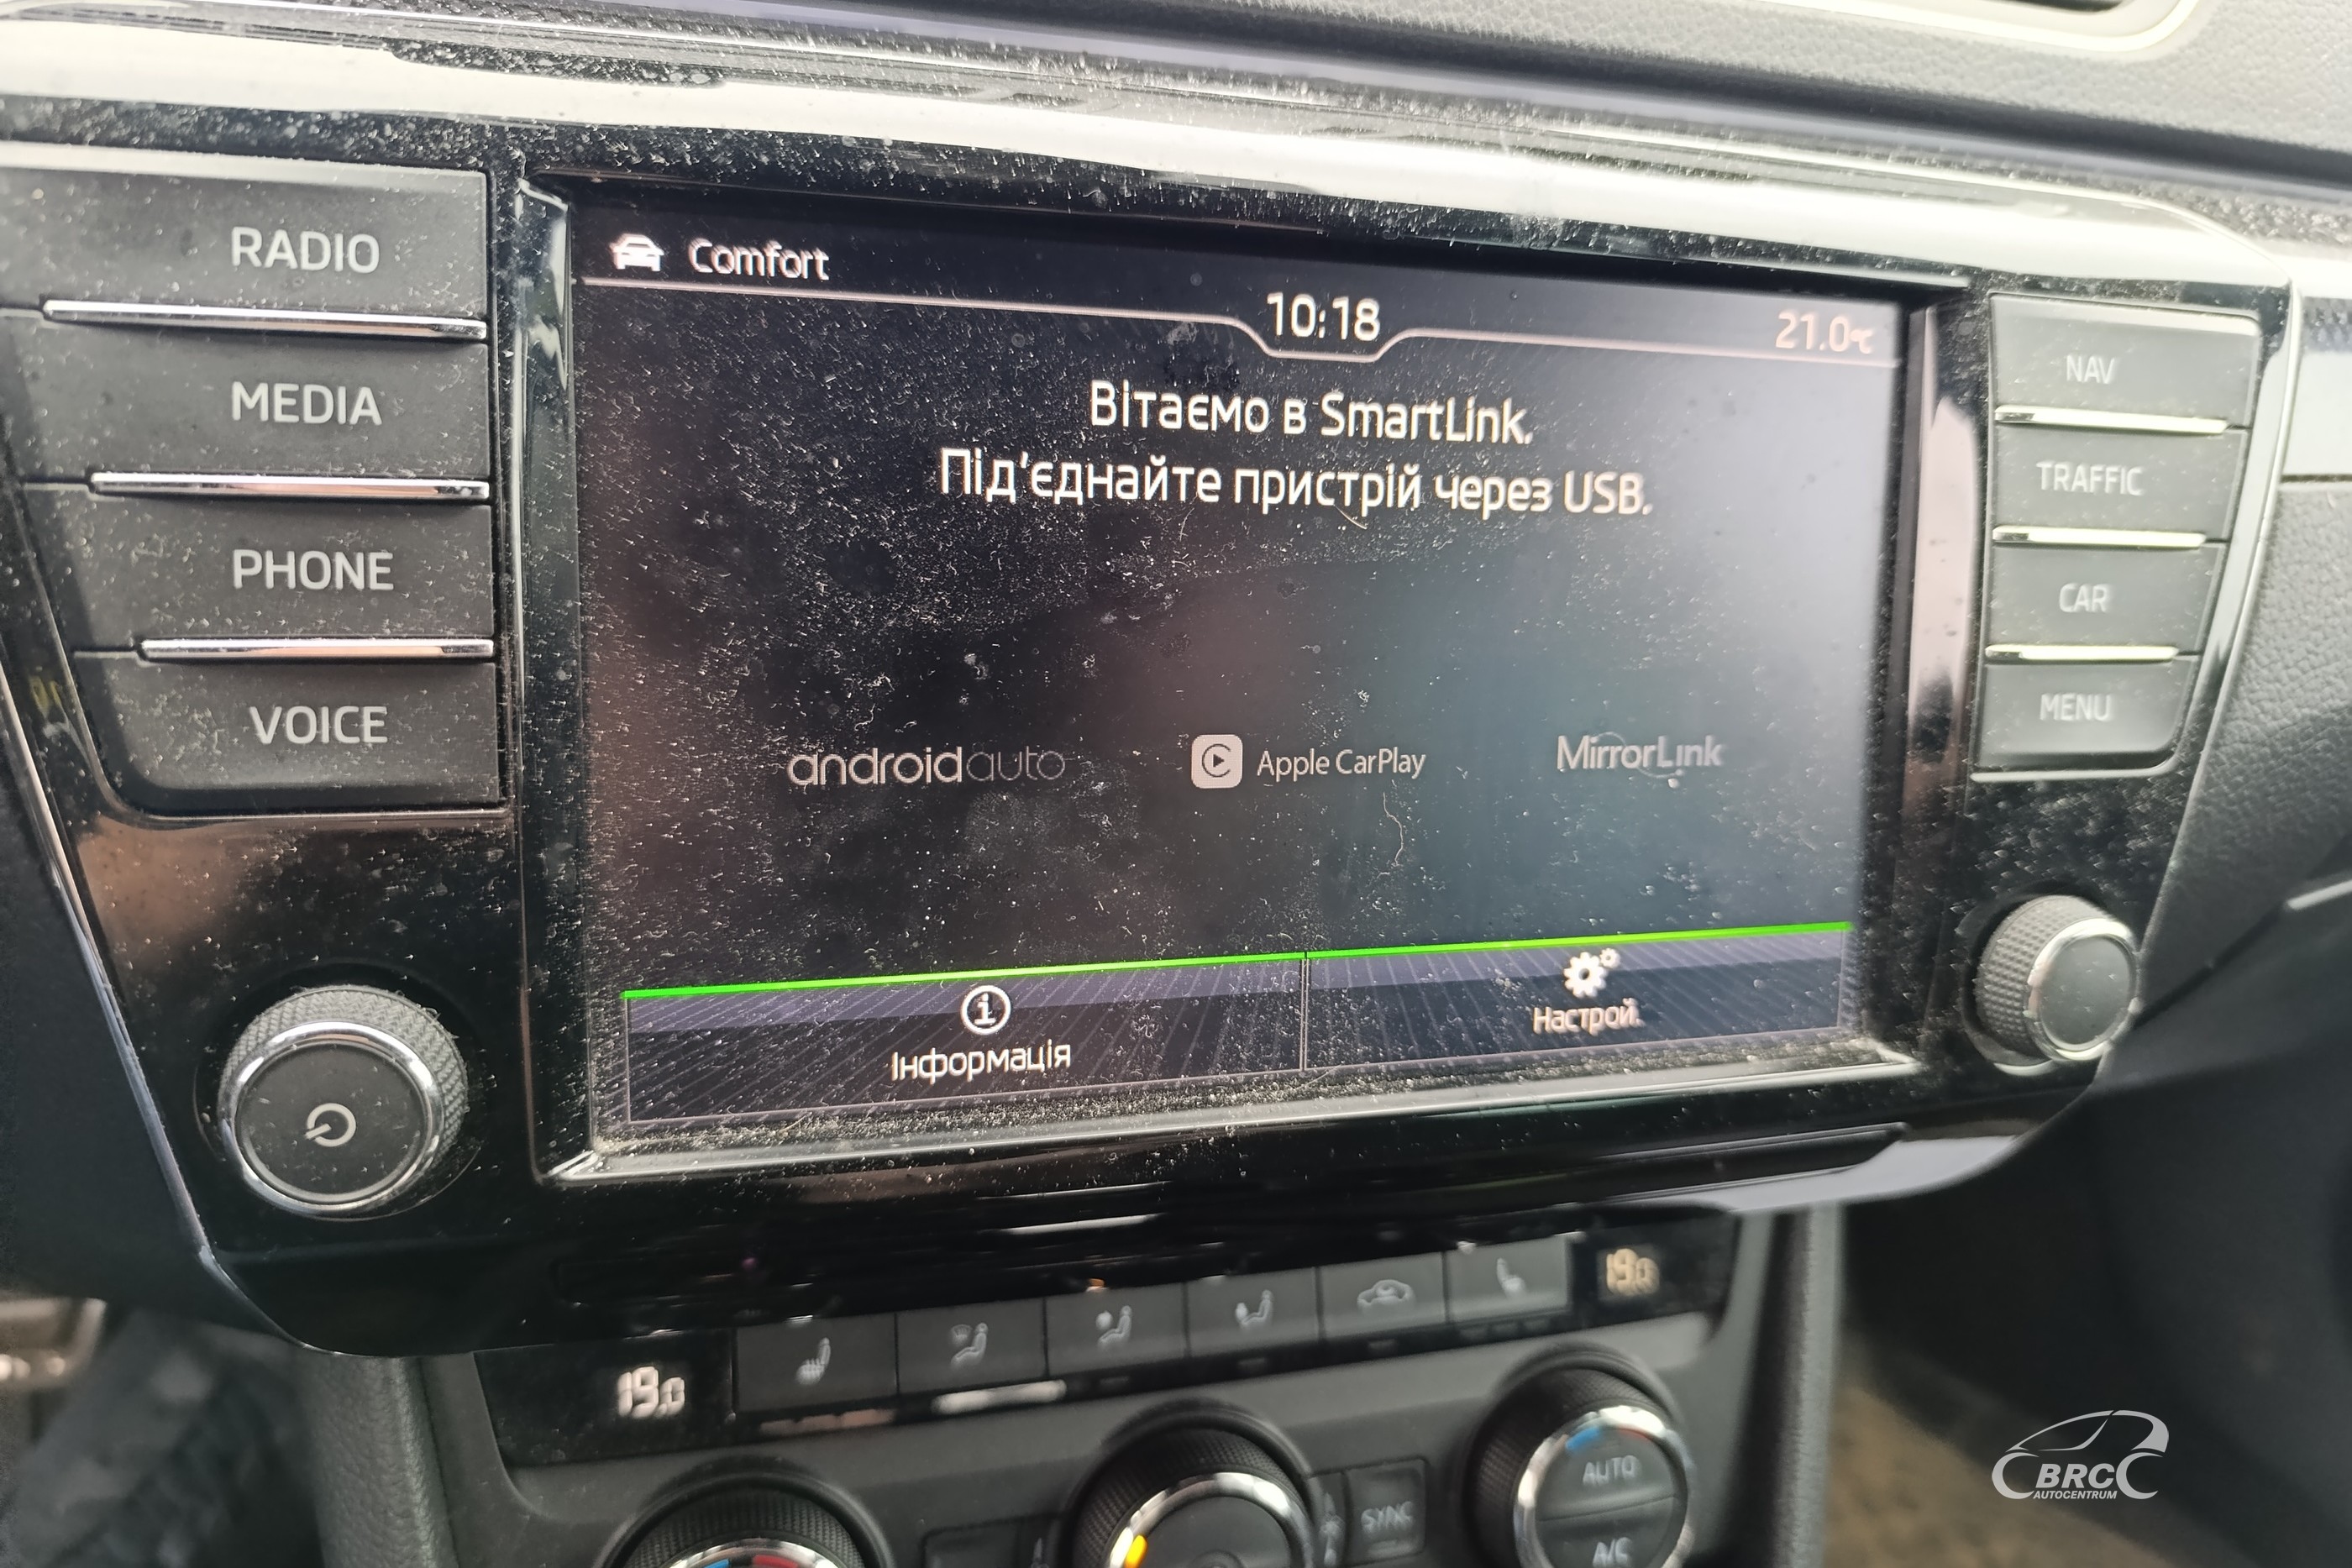 RADIO
MEDIA
PHONE
VOICE
Comfort
10:18
21.0°C
Вітаємо в SmartLink.
Під'єднайте пристрій через USB.
androidauto
Apple CarPlay
MirrorLink
Інформація
Настрой.
NAV
TRAFFIC
CAR
MENU
19.0
19.0
SYNC
AUTO
A/C
BRC
AUTOCENTRUM